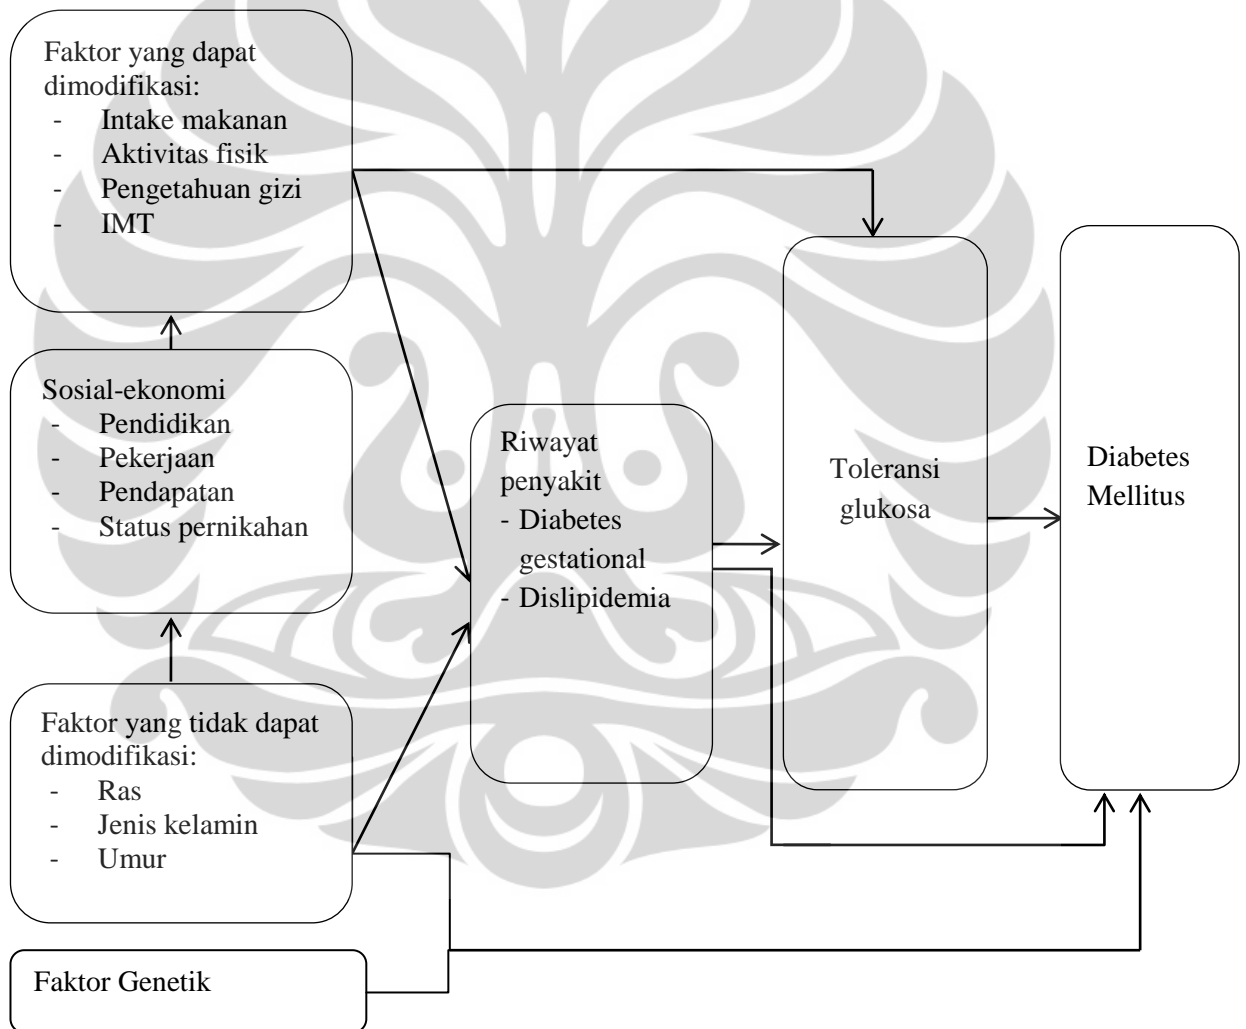 Faktor yang dapat
dimodifikasi:
- Intake makanan
- Aktivitas fisik
- Pengetahuan gizi
- IMT
Sosial-ekonomi
- Pendidikan
- Pekerjaan
- Pendapatan
- Status pernikahan
Faktor yang tidak dapat
dimodifikasi:
- Ras
- Jenis kelamin
- Umur
Faktor Genetik
Riwayat
penyakit
- Diabetes
gestational
- Dislipidemia
Toleransi
glukosa
Diabetes
Mellitus